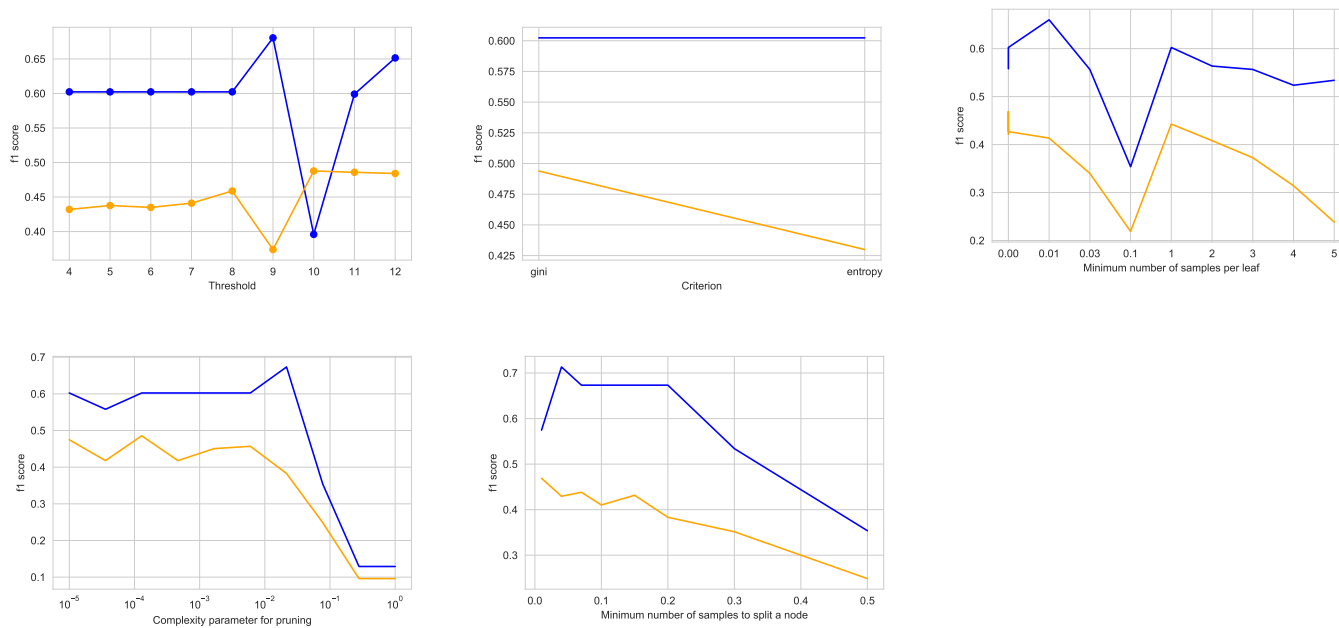 f1 score
0.65
0.60
0.55
0.50
0.45
0.40
4 5 6 7 8 9 10 11 12
Threshold
f1 score
0.600
0.575
0.550
0.525
0.500
0.475
0.450
0.425
gini entropy
Criterion
f1 score
0.6
0.5
0.4
0.3
0.2
0.00 0.01 0.03 0.1 1 2 3 4 5
Minimum number of samples per leaf
f1 score
0.7
0.6
0.5
0.4
0.3
0.2
0.1
10⁻⁵ 10⁻⁴ 10⁻³ 10⁻² 10⁻¹ 10⁰
Complexity parameter for pruning
f1 score
0.7
0.6
0.5
0.4
0.3
0.0 0.1 0.2 0.3 0.4 0.5
Minimum number of samples to split a node